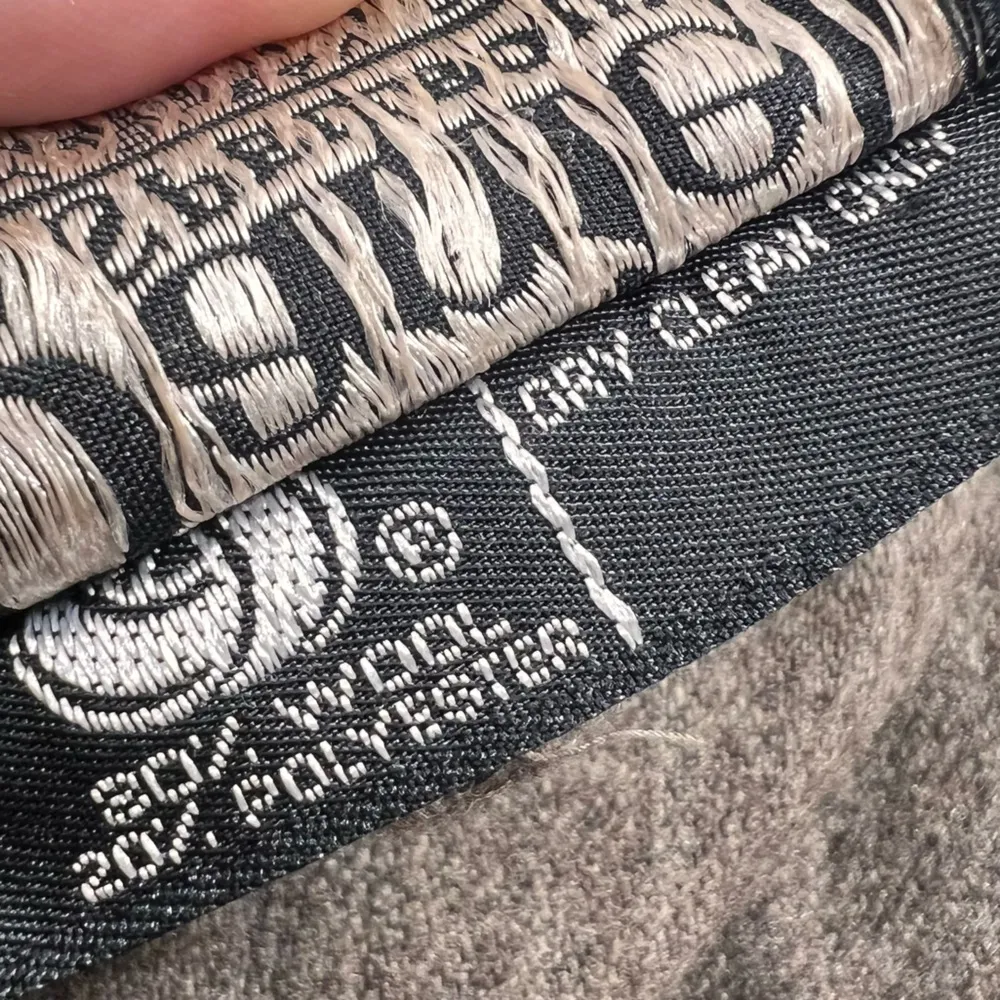 DRY CLEAN ONLY
®
80% WOOL
20% POLYESTER